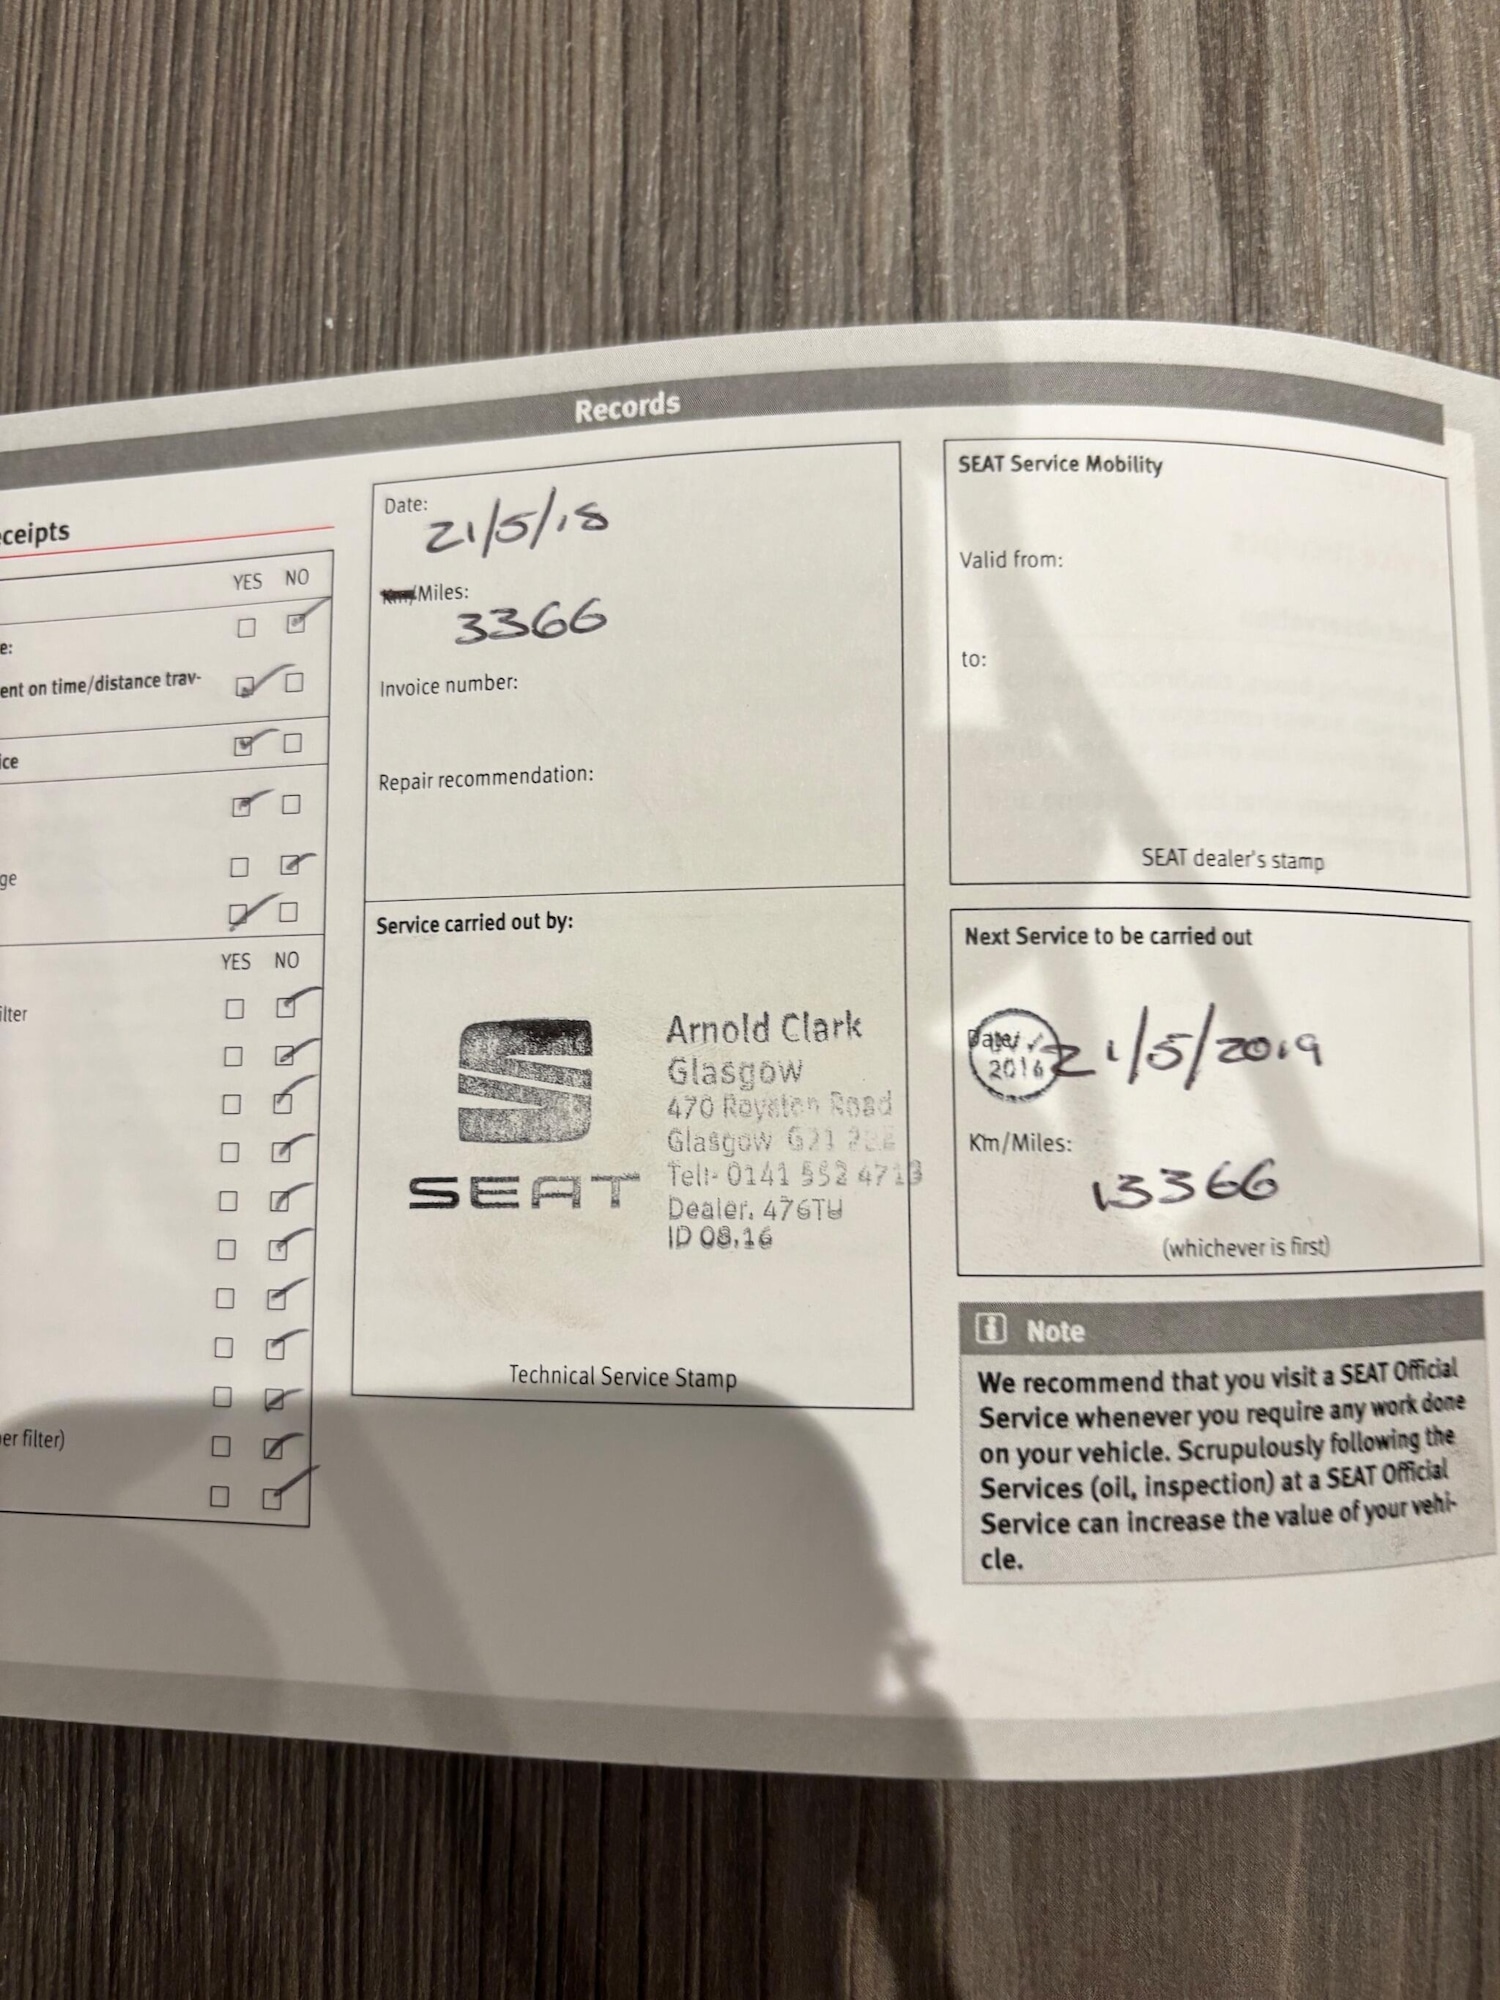 Records
ceipts
YES NO
e:
ent on time/distance trav-
ice
ge
YES NO
ilter
er filter)
Date:
21/5/18
Km/Miles:
3366
Invoice number:
Repair recommendation:
Service carried out by:
SEAT
Arnold Clark
Glasgow
470 Royston Road
Glasgow G21
Tel:- 0141 552
Dealer. 476TU
ID 08.16
Technical Service Stamp
SEAT Service Mobility
Valid from:
to:
SEAT dealer's stamp
Next Service to be carried out
Date: 21/5/2019
2016
Km/Miles:
13366
(whichever is first)
i Note
We recommend that you visit a SEAT Official
Service whenever you require any work done
on your vehicle. Scrupulously following the
Services (oil, inspection) at a SEAT Official
Service can increase the value of your vehi-
cle.